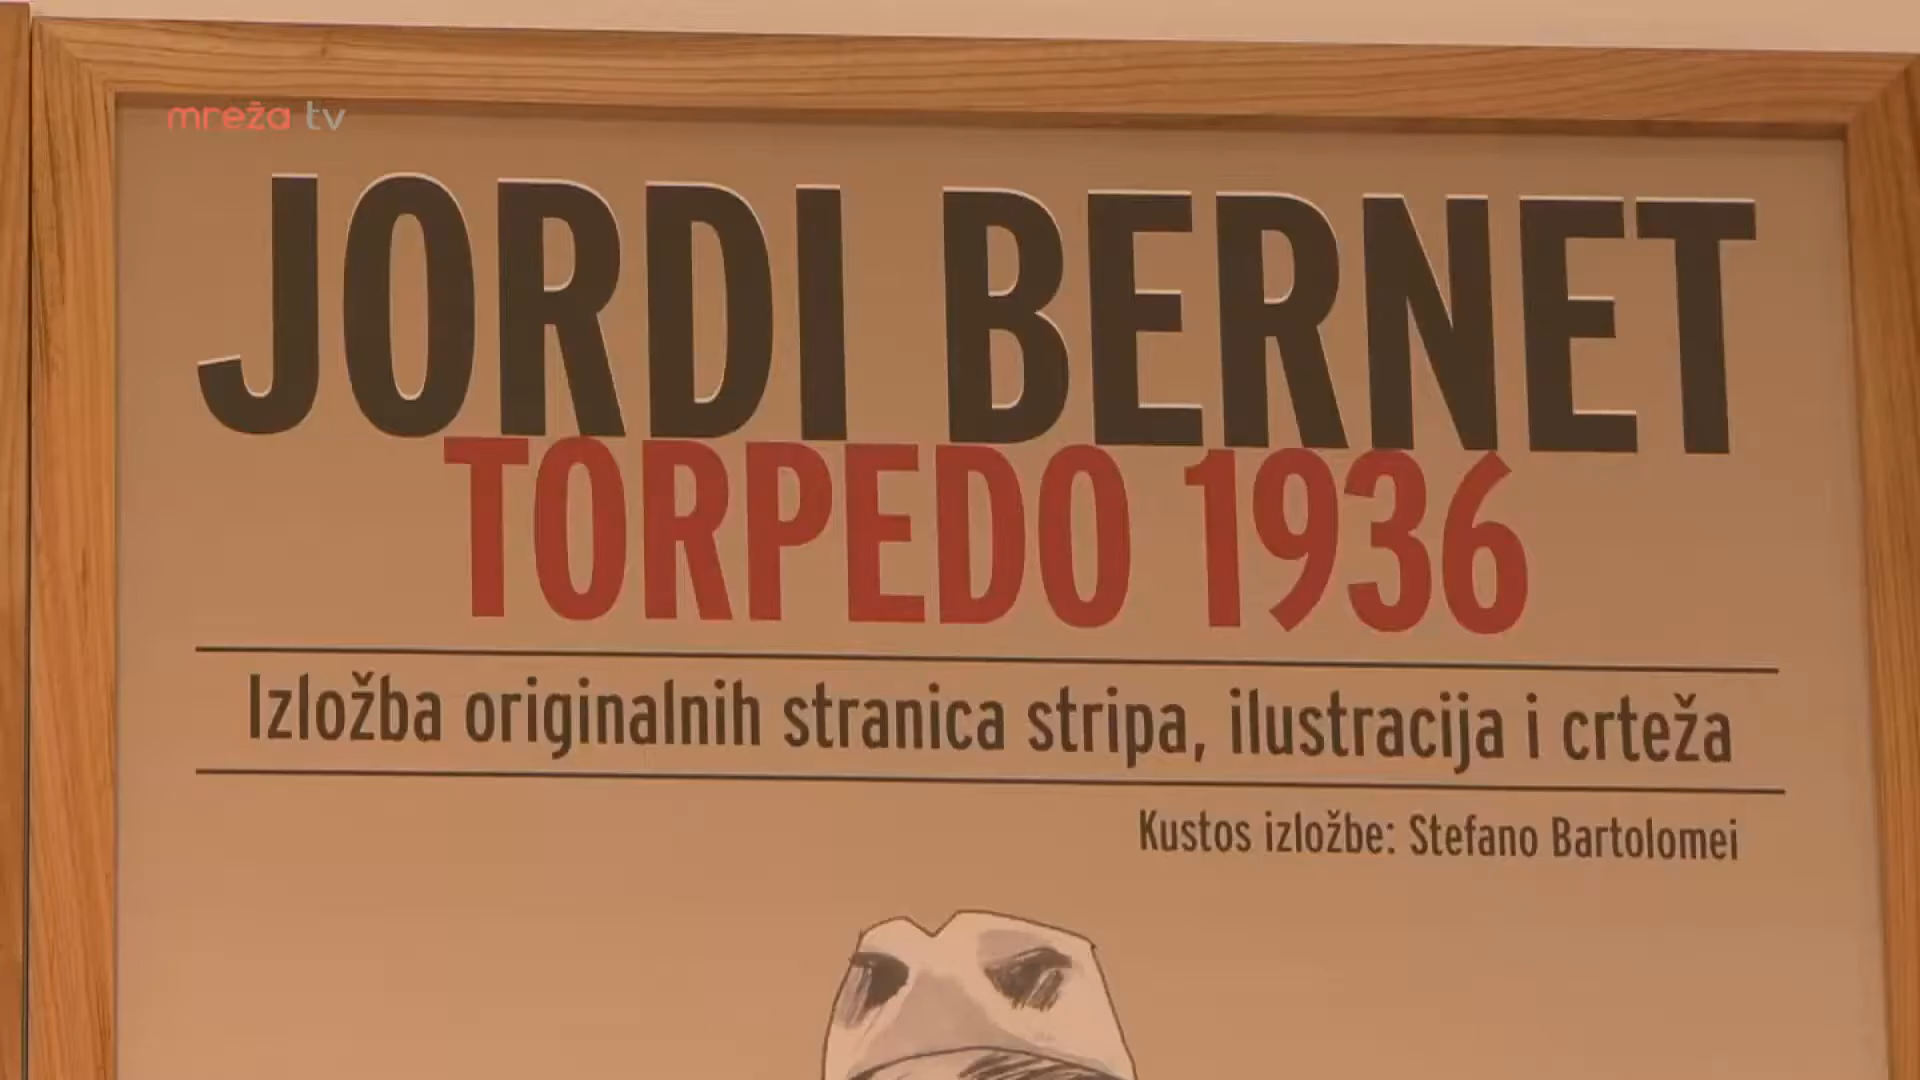 mreža tv
JORDI BERNET
TORPEDO 1936
Izložba originalnih stranica stripa, ilustracija i crteža
Kustos izložbe: Stefano Bartolomei